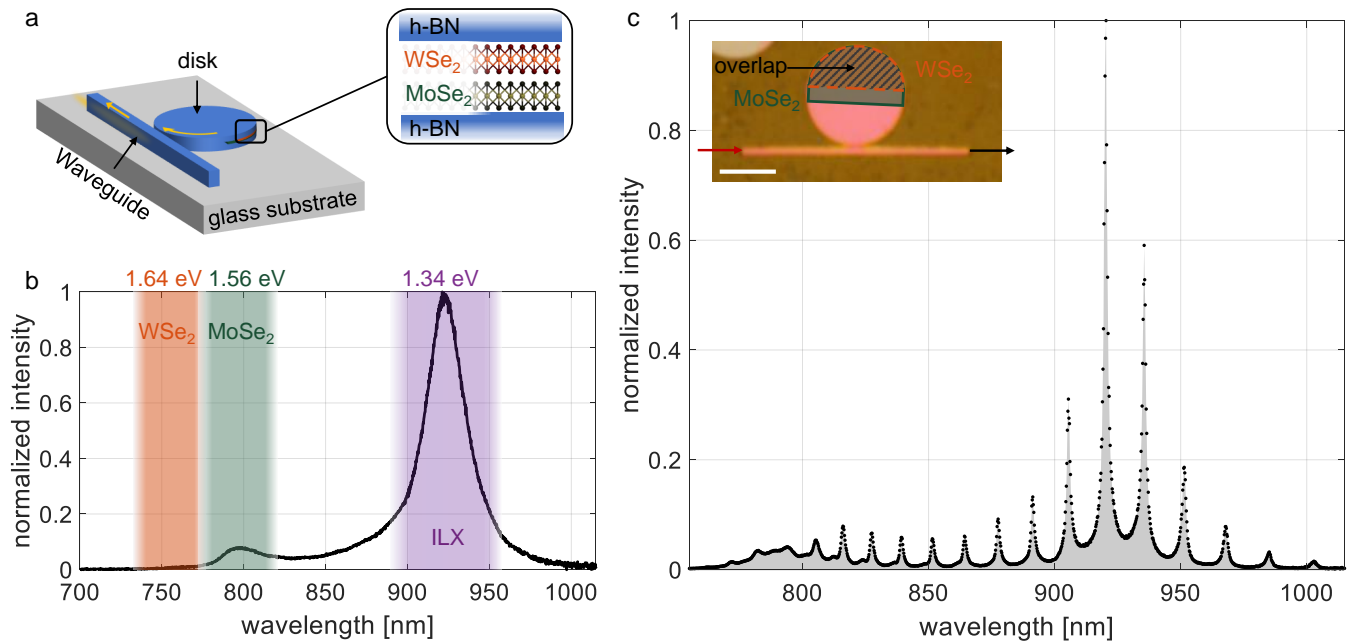 a
disk
Waveguide
glass substrate
h-BN
WSe₂
MoSe₂
h-BN
b
1.64 eV
1.56 eV
1.34 eV
WSe₂
MoSe₂
ILX
normalized intensity
1
0.8
0.6
0.4
0.2
0
700
750
800
850
900
950
1000
wavelength [nm]
c
overlap
WSe₂
MoSe₂
normalized intensity
1
0.8
0.6
0.4
0.2
0
800
850
900
950
1000
wavelength [nm]